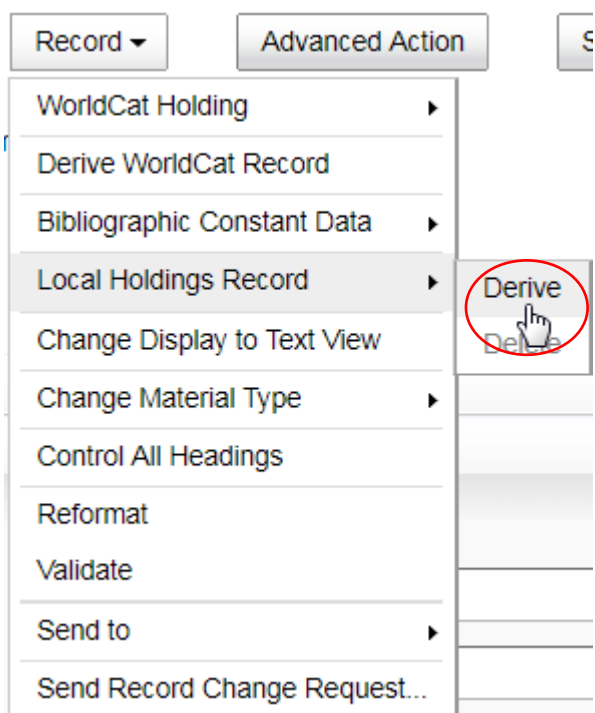 Record
Advanced Action
S
WorldCat Holding
Derive WorldCat Record
Bibliographic Constant Data
Local Holdings Record
Derive
Delete
Change Display to Text View
Change Material Type
Control All Headings
Reformat
Validate
Send to
Send Record Change Request...